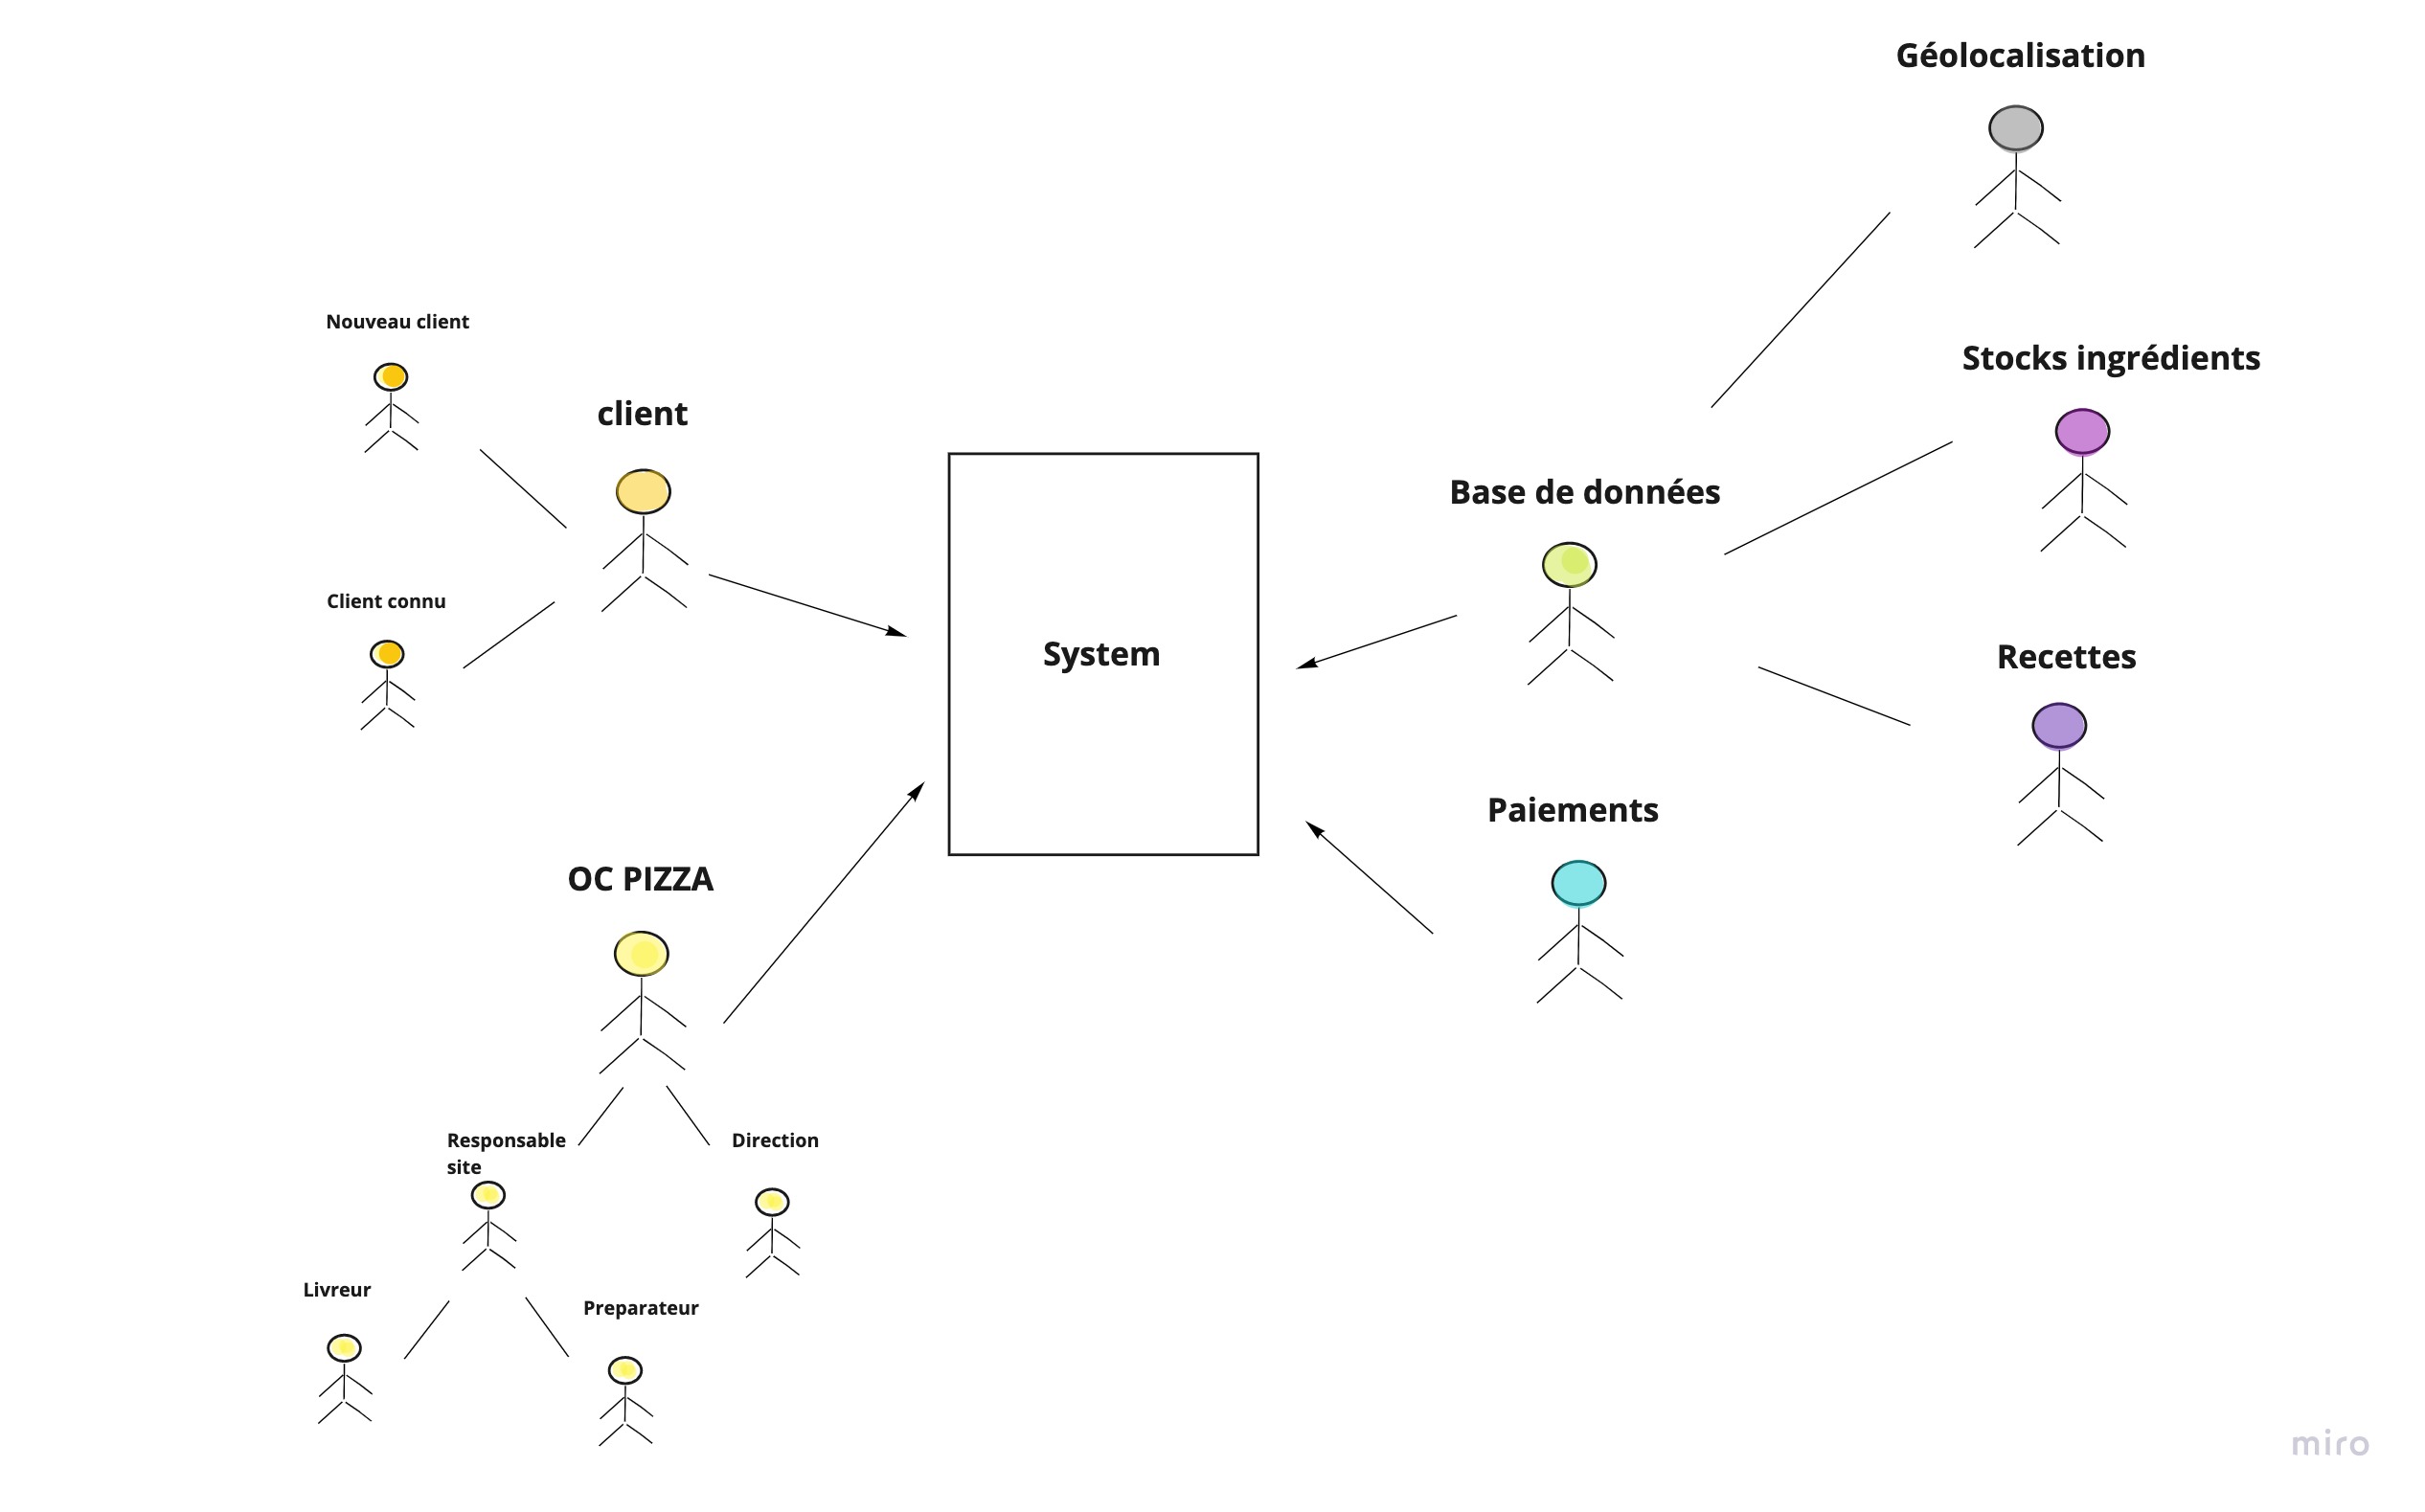 Géolocalisation
Nouveau client
Stocks ingrédients
client
Base de données
Client connu
System
Recettes
Paiements
OC PIZZA
Responsable
site
Direction
Livreur
Preparateur
miro